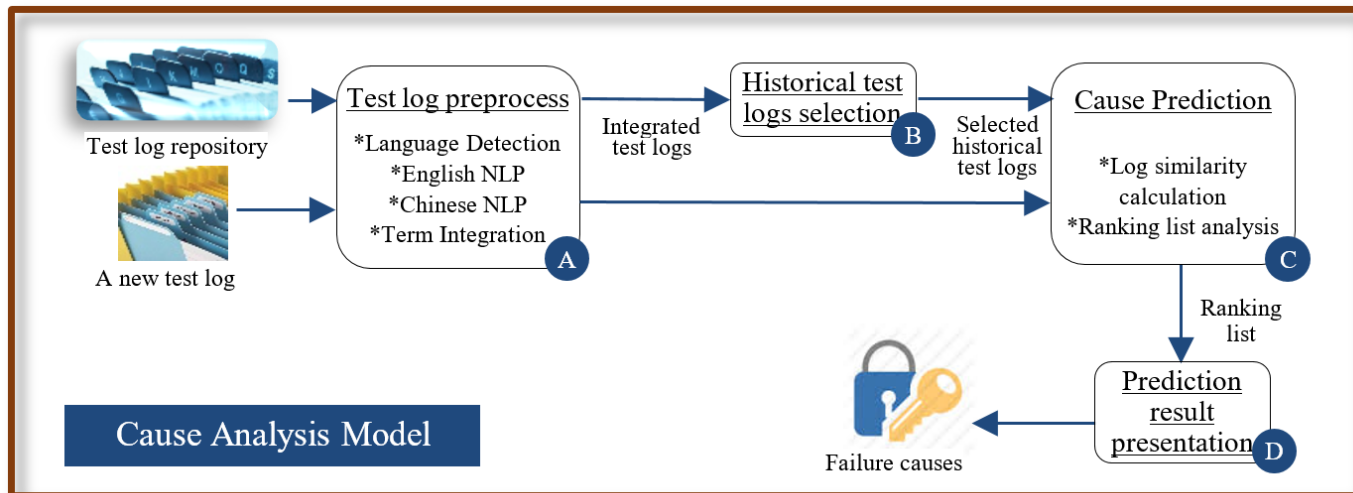 Test log repository
A new test log
Test log preprocess
*Language Detection
*English NLP
*Chinese NLP
*Term Integration
A
Integrated
test logs
Historical test
logs selection
B
Selected
historical
test logs
Cause Prediction
*Log similarity
calculation
*Ranking list analysis
C
Ranking
list
Prediction
result
presentation
D
Failure causes
Cause Analysis Model